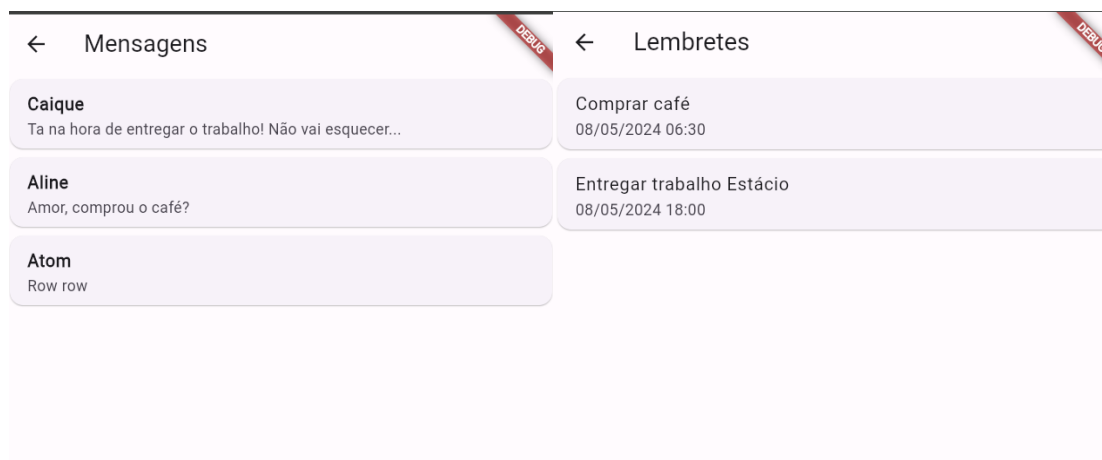 Mensagens
DEBUG
Caique
Ta na hora de entregar o trabalho! Não vai esquecer...
Aline
Amor, comprou o café?
Atom
Row row
Lembretes
DEBUG
Comprar café
08/05/2024 06:30
Entregar trabalho Estácio
08/05/2024 18:00